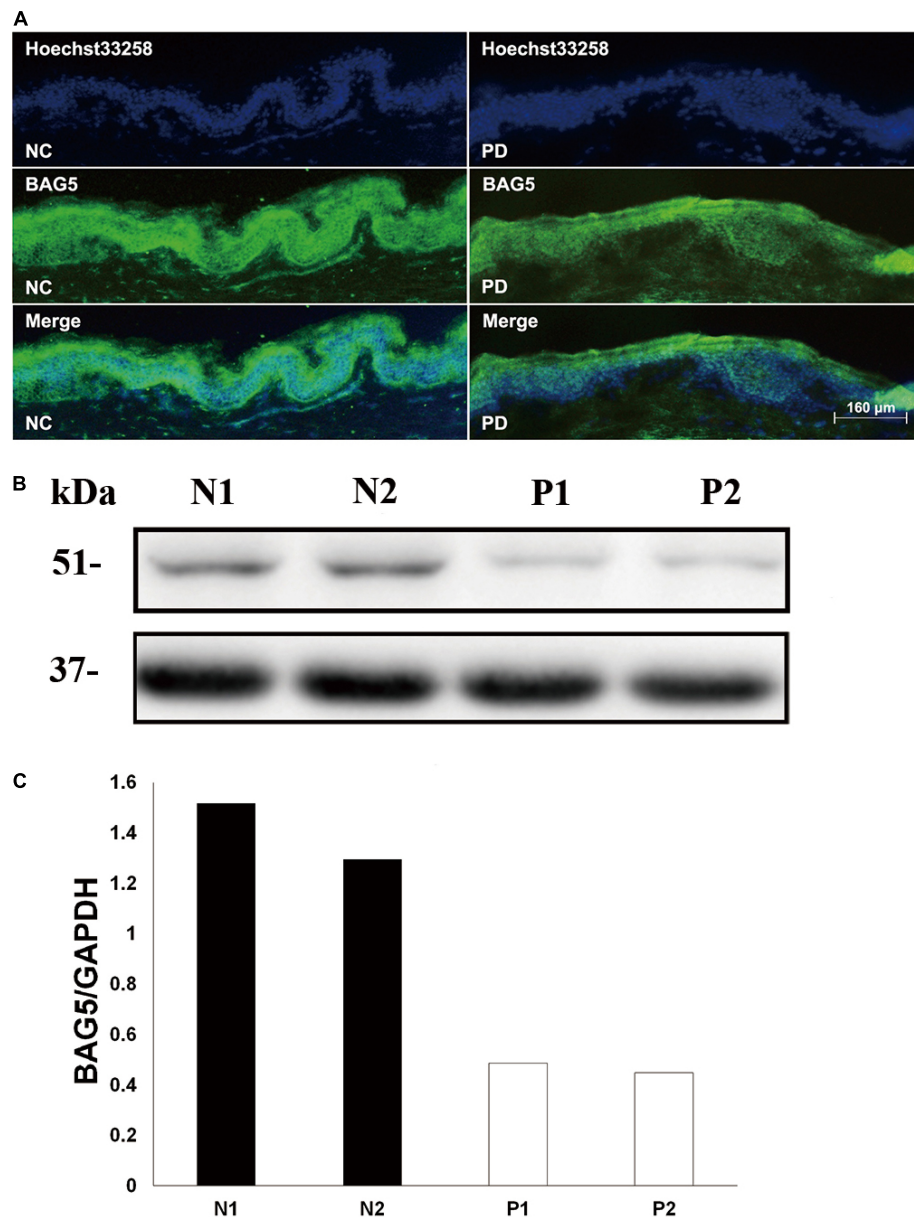 A
Hoechst33258 Hoechst33258
NC PD
BAG5 BAG5
NC PD
Merge Merge
NC PD
160 µm
B
kDa N1 N2 P1 P2
51-
37-
C
BAG5/GAPDH
1.6
1.4
1.2
1
0.8
0.6
0.4
0.2
0
N1 N2 P1 P2